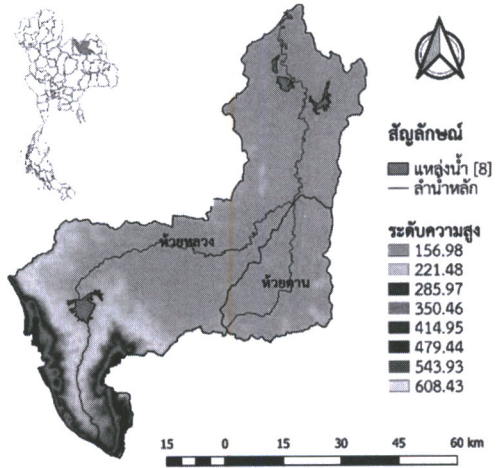 สัญลักษณ์
แหล่งน้ำ [8]
ลำน้ำหลัก
ระดับความสูง
156.98
221.48
285.97
350.46
414.95
479.44
543.93
608.43
ห้วยหลวง
ห้วยดาน
15 0 15 30 45 60 km